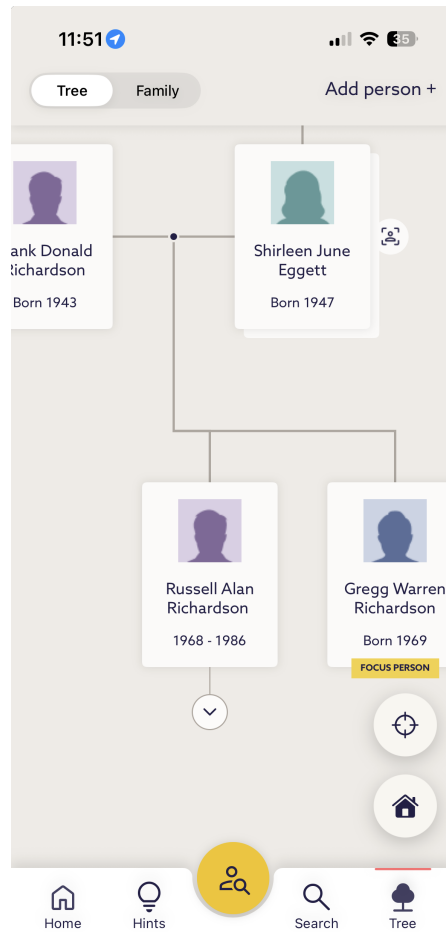 11:51
35
Tree
Family
Add person +
ank Donald
Richardson
Born 1943
Shirleen June
Eggett
Born 1947
Russell Alan
Richardson
1968 - 1986
Gregg Warren
Richardson
Born 1969
FOCUS PERSON
Home
Hints
Search
Tree